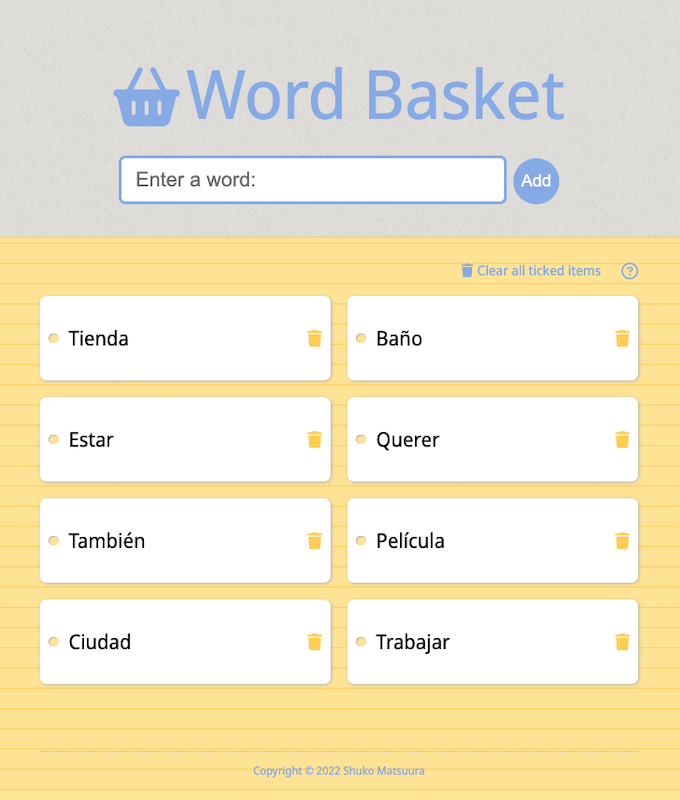 Word Basket
Enter a word:
Add
Clear all ticked items
?
Tienda
Baño
Estar
Querer
También
Película
Ciudad
Trabajar
Copyright © 2022 Shuko Matsuura